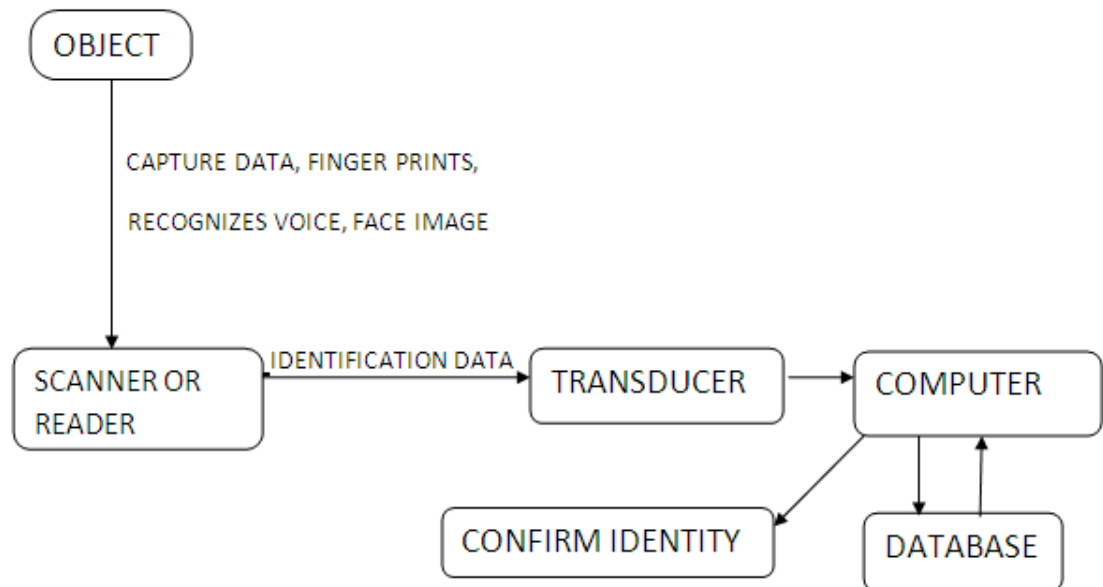 OBJECT
CAPTURE DATA, FINGER PRINTS,
RECOGNIZES VOICE, FACE IMAGE
SCANNER OR
READER
IDENTIFICATION DATA
TRANSDUCER
COMPUTER
CONFIRM IDENTITY
DATABASE